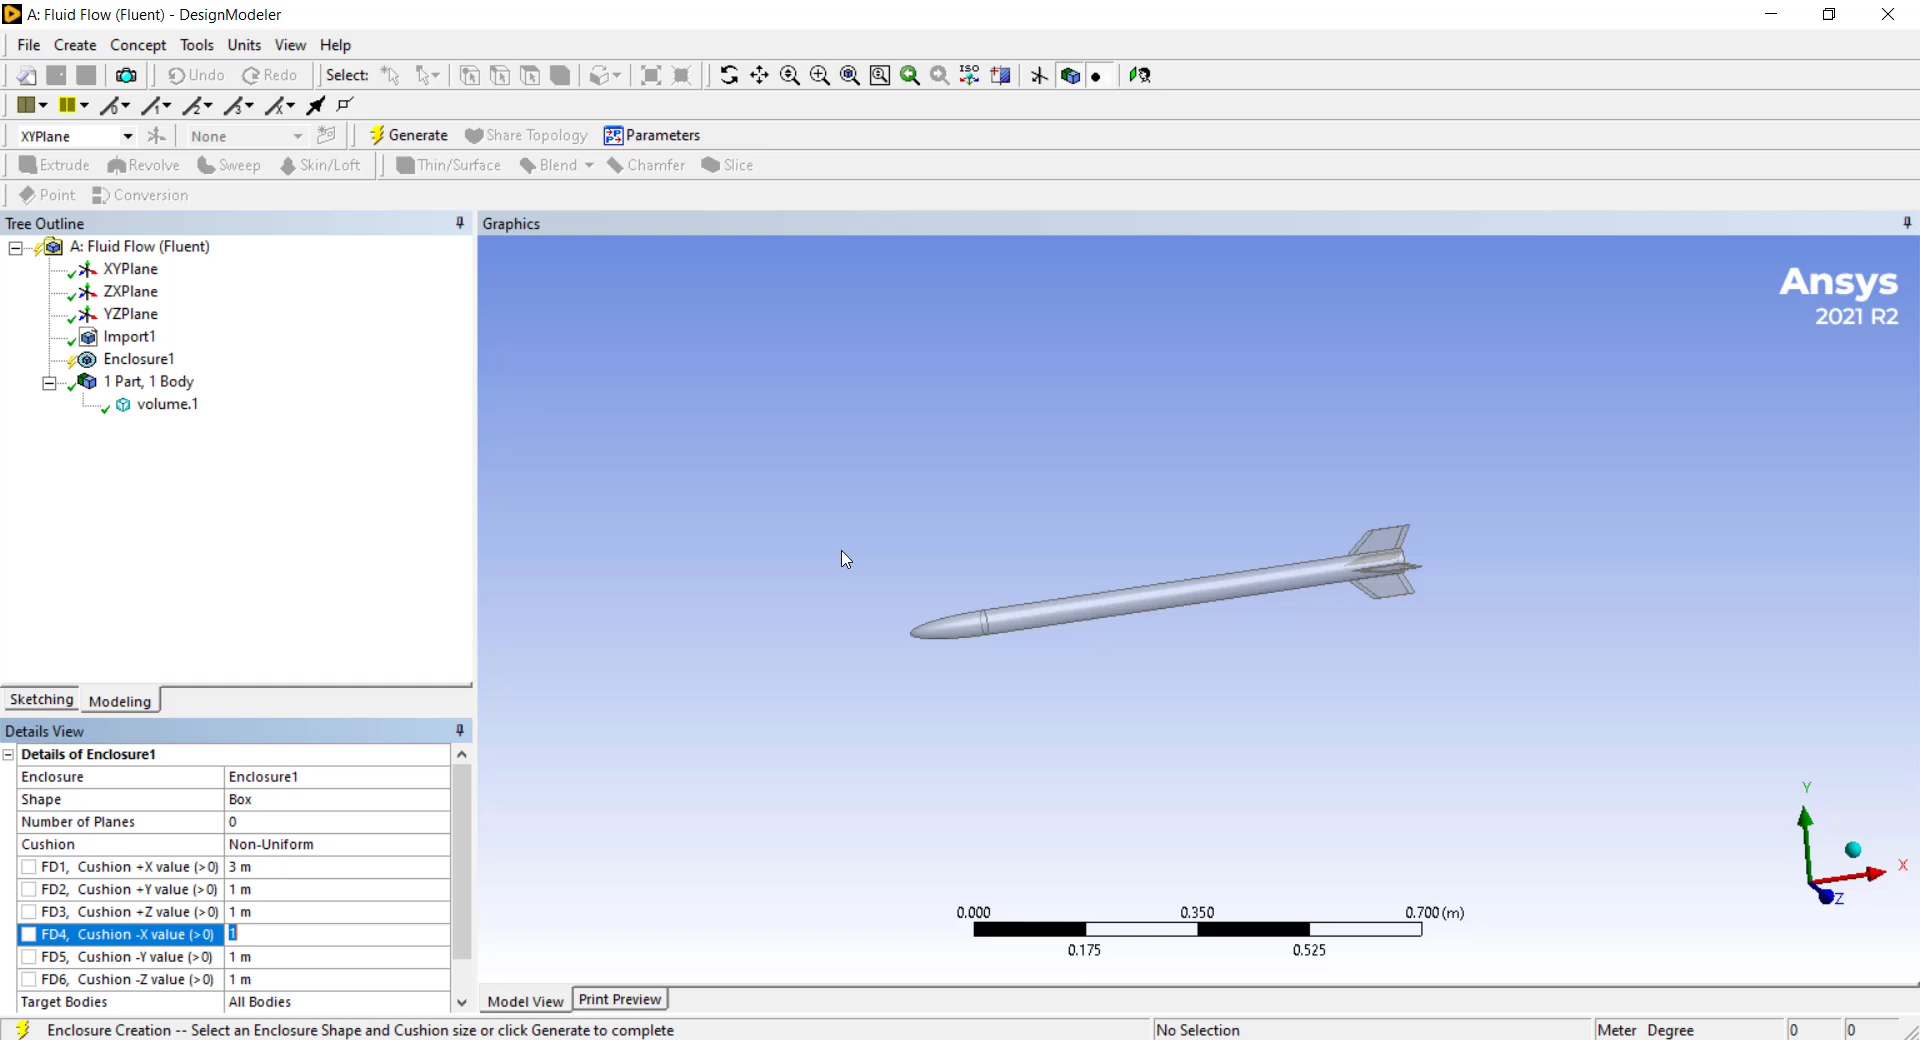 A: Fluid Flow (Fluent) - DesignModeler
File Create Concept Tools Units View Help
Undo Redo Select: ISO
XYPlane None Generate Share Topology Parameters
Extrude Revolve Sweep Skin/Loft Thin/Surface Blend Chamfer Slice
Point Conversion
Tree Outline
A: Fluid Flow (Fluent)
XYPlane
ZXPlane
YZPlane
Import1
Enclosure1
1 Part, 1 Body
volume.1
Sketching Modeling
Details View
Details of Enclosure1
Enclosure Enclosure1
Shape Box
Number of Planes 0
Cushion Non-Uniform
FD1, Cushion +X value (>0) 3 m
FD2, Cushion +Y value (>0) 1 m
FD3, Cushion +Z value (>0) 1 m
FD4, Cushion -X value (>0) 1
FD5, Cushion -Y value (>0) 1 m
FD6, Cushion -Z value (>0) 1 m
Target Bodies All Bodies
Graphics
Ansys
2021 R2
Y
X
Z
0.000 0.350 0.700 (m)
0.175 0.525
Model View Print Preview
Enclosure Creation -- Select an Enclosure Shape and Cushion size or click Generate to complete No Selection Meter Degree 0 0